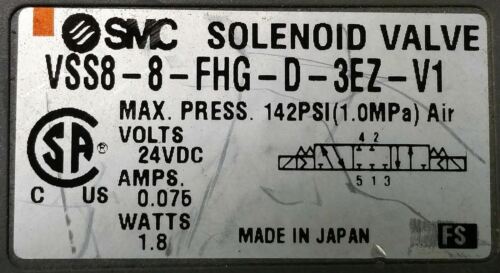 SMC SOLENOID VALVE
VSS8-8-FHG-D-3EZ-V1
MAX. PRESS. 142PSI(1.0MPa) Air
VOLTS
24VDC
AMPS.
0.075
WATTS
1.8
SA
C US
4 2
5 1 3
MADE IN JAPAN
FS